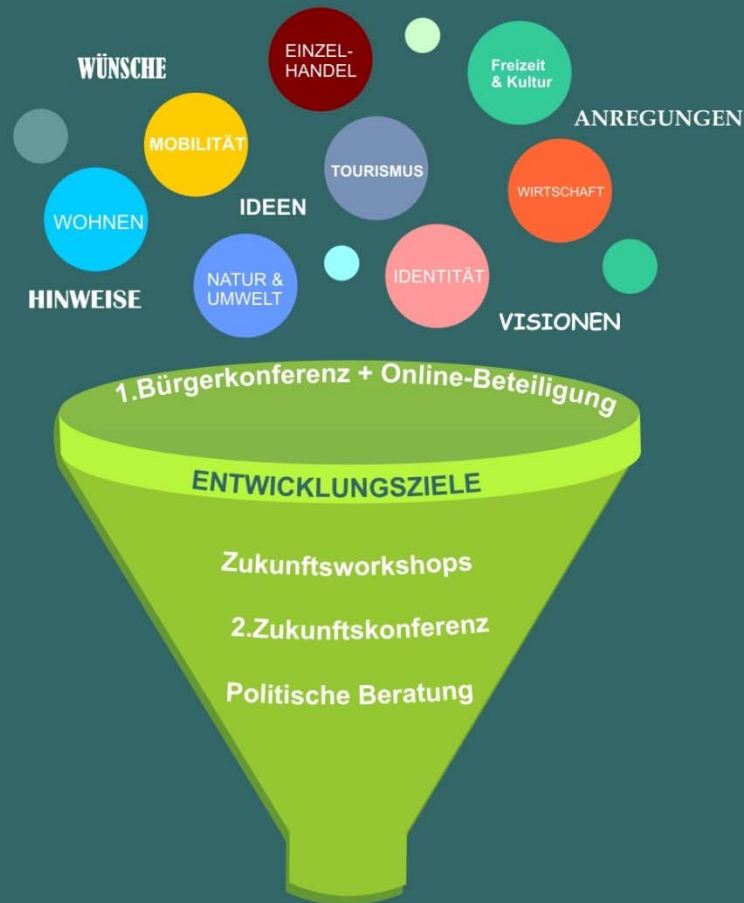 EINZEL-
HANDEL
WÜNSCHE
Freizeit
& Kultur
ANREGUNGEN
MOBILITÄT
TOURISMUS
WIRTSCHAFT
IDEEN
WOHNEN
NATUR &
UMWELT
IDENTITÄT
HINWEISE
VISIONEN
1.Bürgerkonferenz + Online-Beteiligung
ENTWICKLUNGSZIELE
Zukunftsworkshops
2.Zukunftskonferenz
Politische Beratung